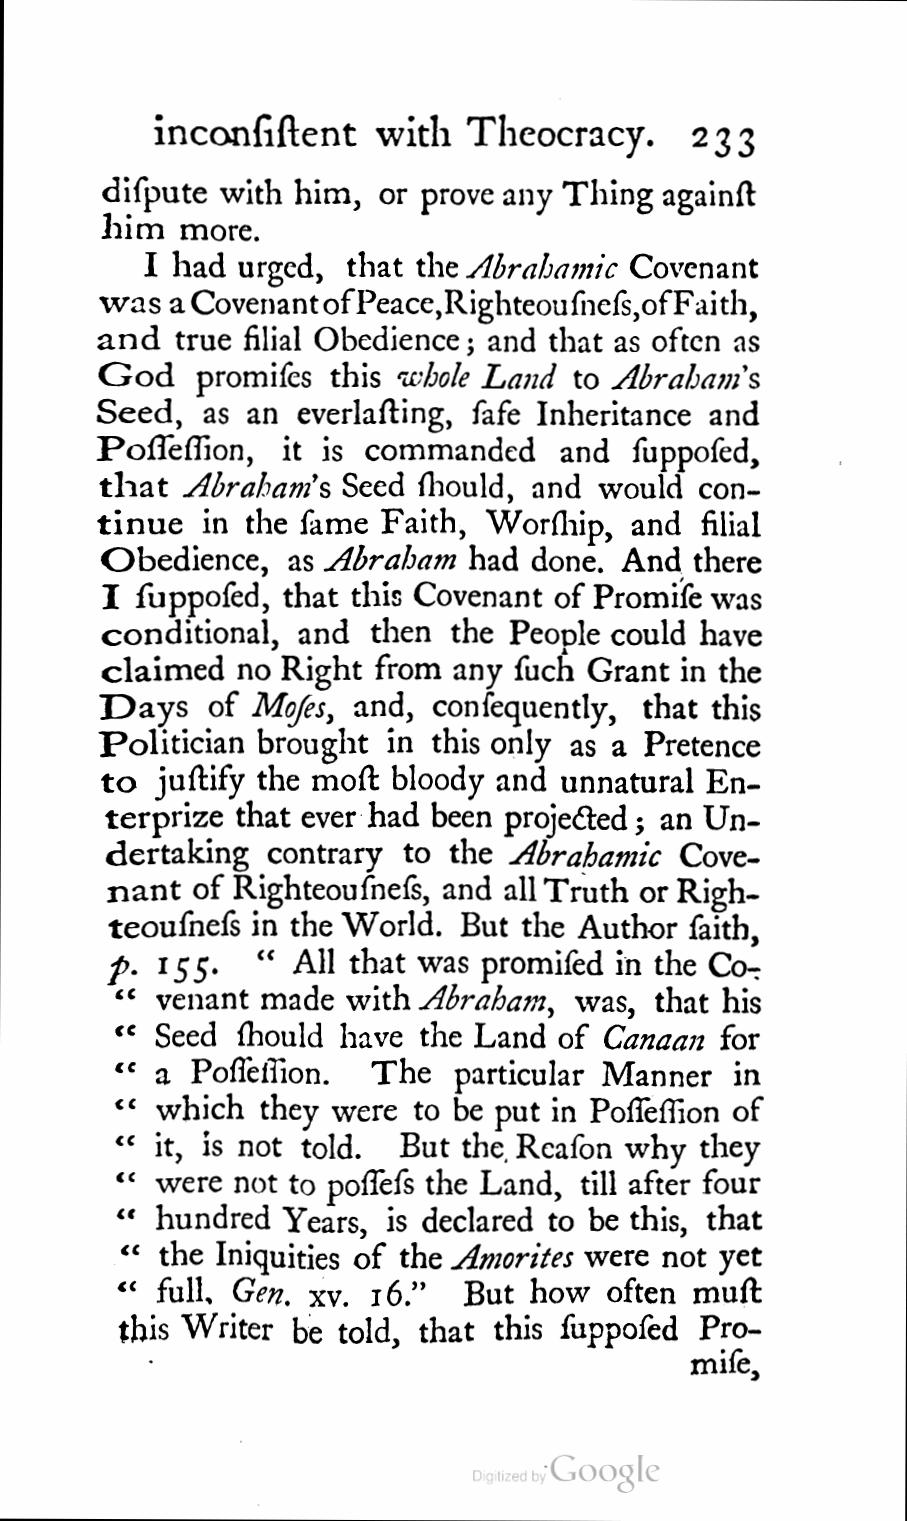 inconſiſtent with Theocracy. 233
diſpute with him, or prove any Thing againſt
him more.
I had urged, that the Abrahamic Covenant
was a Covenant of Peace, Righteouſneſs, of Faith,
and true filial Obedience; and that as often as
God promiſes this whole Land to Abraham's
Seed, as an everlaſting, ſafe Inheritance and
Poſſeſſion, it is commanded and ſuppoſed,
that Abraham's Seed ſhould, and would con-
tinue in the ſame Faith, Worſhip, and filial
Obedience, as Abraham had done. And there
I ſuppoſed, that this Covenant of Promiſe was
conditional, and then the People could have
claimed no Right from any ſuch Grant in the
Days of Moſes, and, conſequently, that this
Politician brought in this only as a Pretence
to juſtify the moſt bloody and unnatural En-
terprize that ever had been projected; an Un-
dertaking contrary to the Abrahamic Cove-
nant of Righteouſneſs, and all Truth or Righ-
teouſneſs in the World. But the Author ſaith,
p. 155. “ All that was promiſed in the Co-
“ venant made with Abraham, was, that his
“ Seed ſhould have the Land of Canaan for
“ a Poſſeſſion. The particular Manner in
“ which they were to be put in Poſſeſſion of
“ it, is not told. But the Reaſon why they
“ were not to poſſeſs the Land, till after four
“ hundred Years, is declared to be this, that
“ the Iniquities of the Amorites were not yet
“ full, Gen. xv. 16.” But how often muſt
this Writer be told, that this ſuppoſed Pro-
miſe,
Digitized by Google